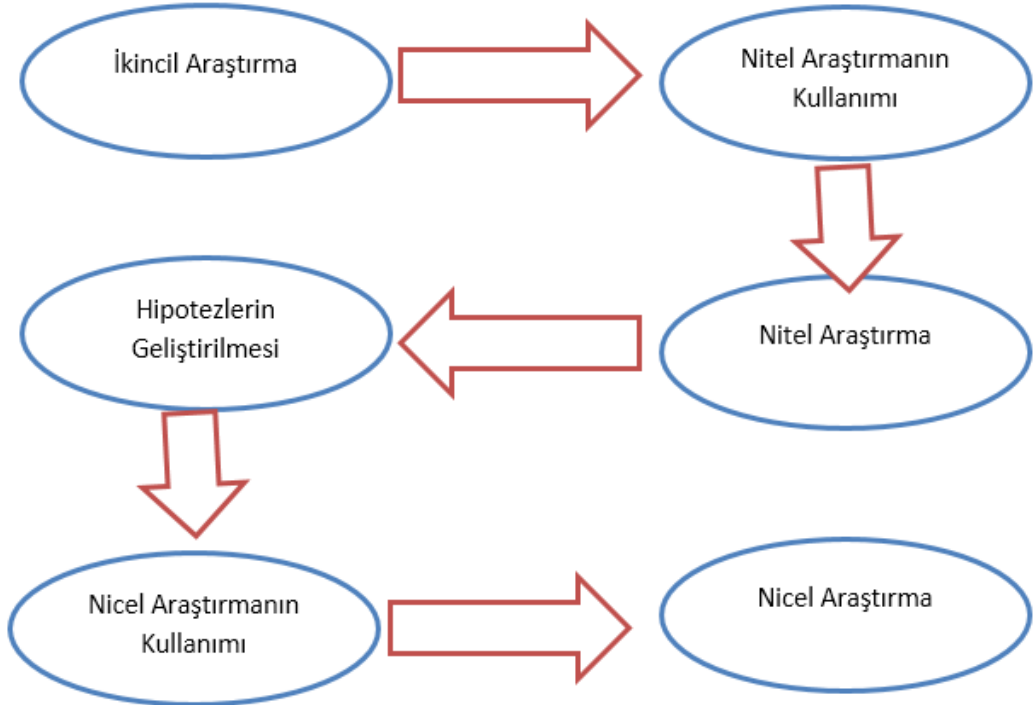 İkincil Araştırma
Nitel Araştırmanın
Kullanımı
Nitel Araştırma
Hipotezlerin
Geliştirilmesi
Nicel Araştırmanın
Kullanımı
Nicel Araştırma